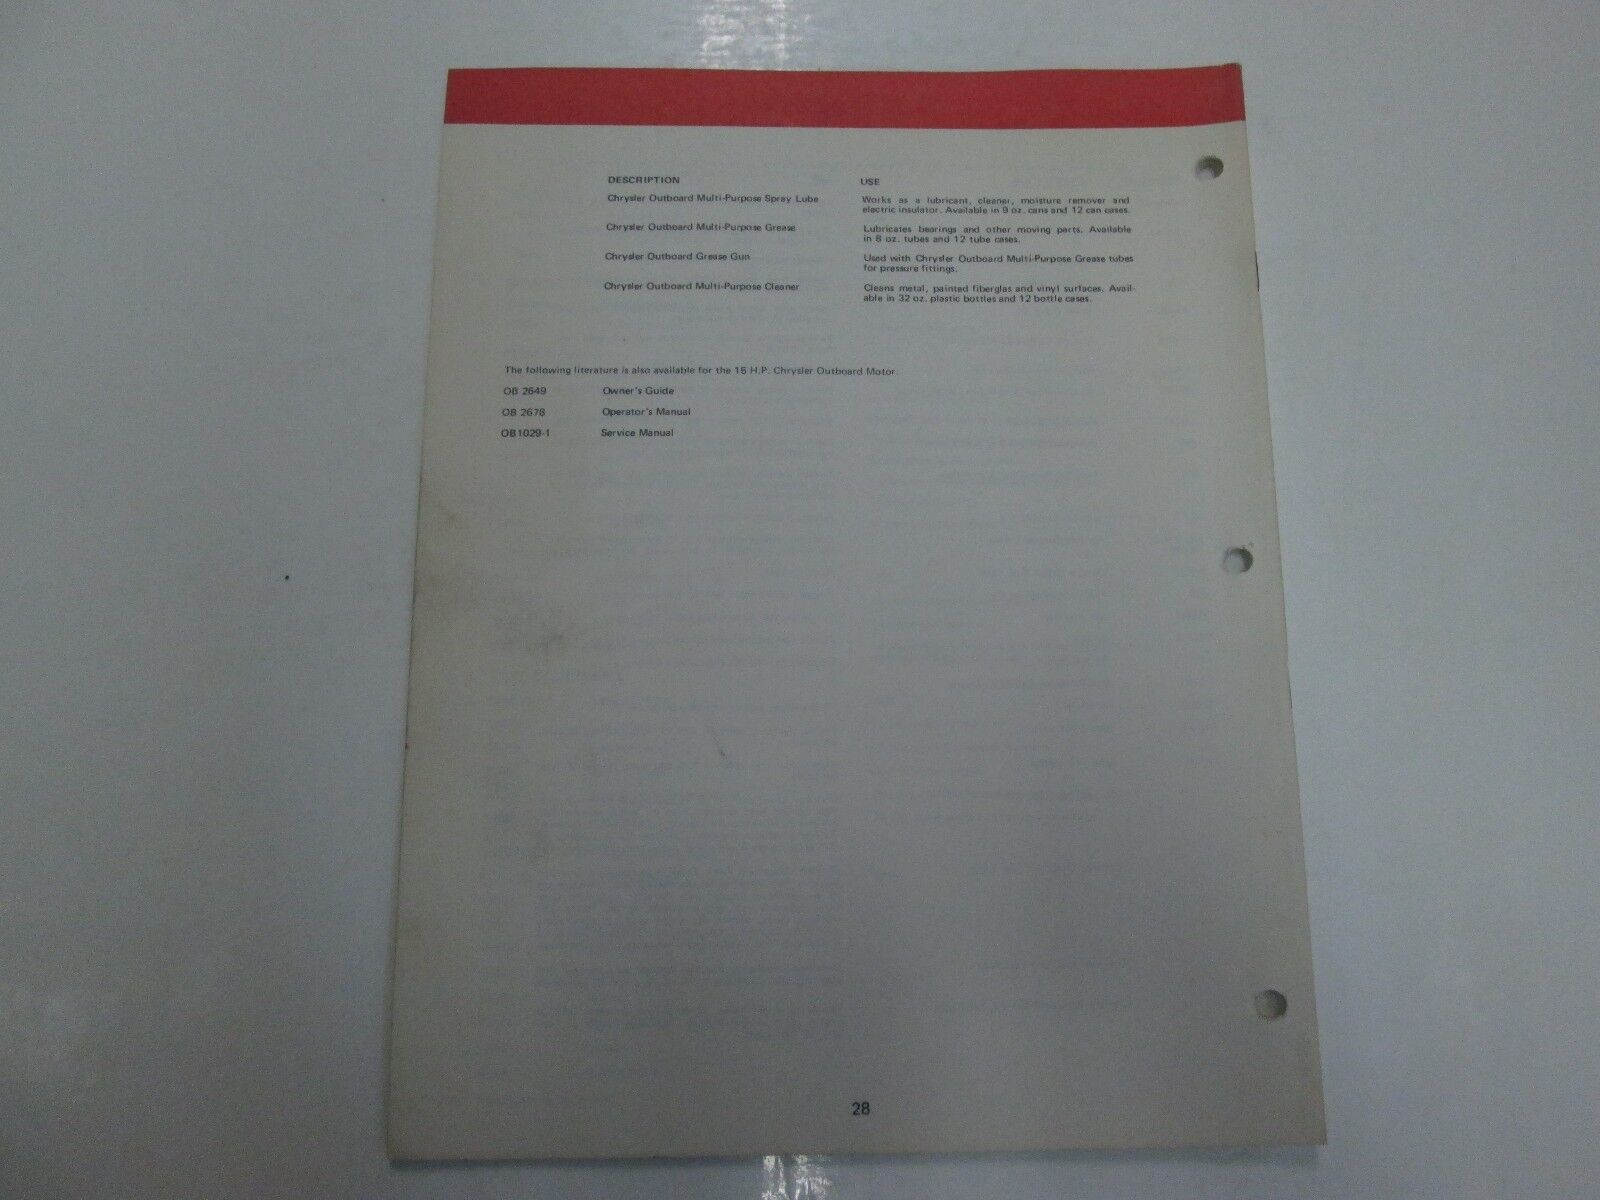 DESCRIPTION USE
Chrysler Outboard Multi-Purpose Spray Lube Works as a lubricant, cleaner, moisture remover and
electric insulator. Available in 9 oz. cans and 12 can cases.
Chrysler Outboard Multi-Purpose Grease Lubricates bearings and other moving parts. Available
in 8 oz. tubes and 12 tube cases.
Chrysler Outboard Grease Gun Used with Chrysler Outboard Multi-Purpose Grease tubes
for pressure fittings.
Chrysler Outboard Multi-Purpose Cleaner Cleans metal, painted fiberglas and vinyl surfaces. Avail-
able in 32 oz. plastic bottles and 12 bottle cases.
The following literature is also available for the 15 H.P. Chrysler Outboard Motor.
OB 2649 Owner's Guide
OB 2678 Operator's Manual
OB1029-1 Service Manual
28